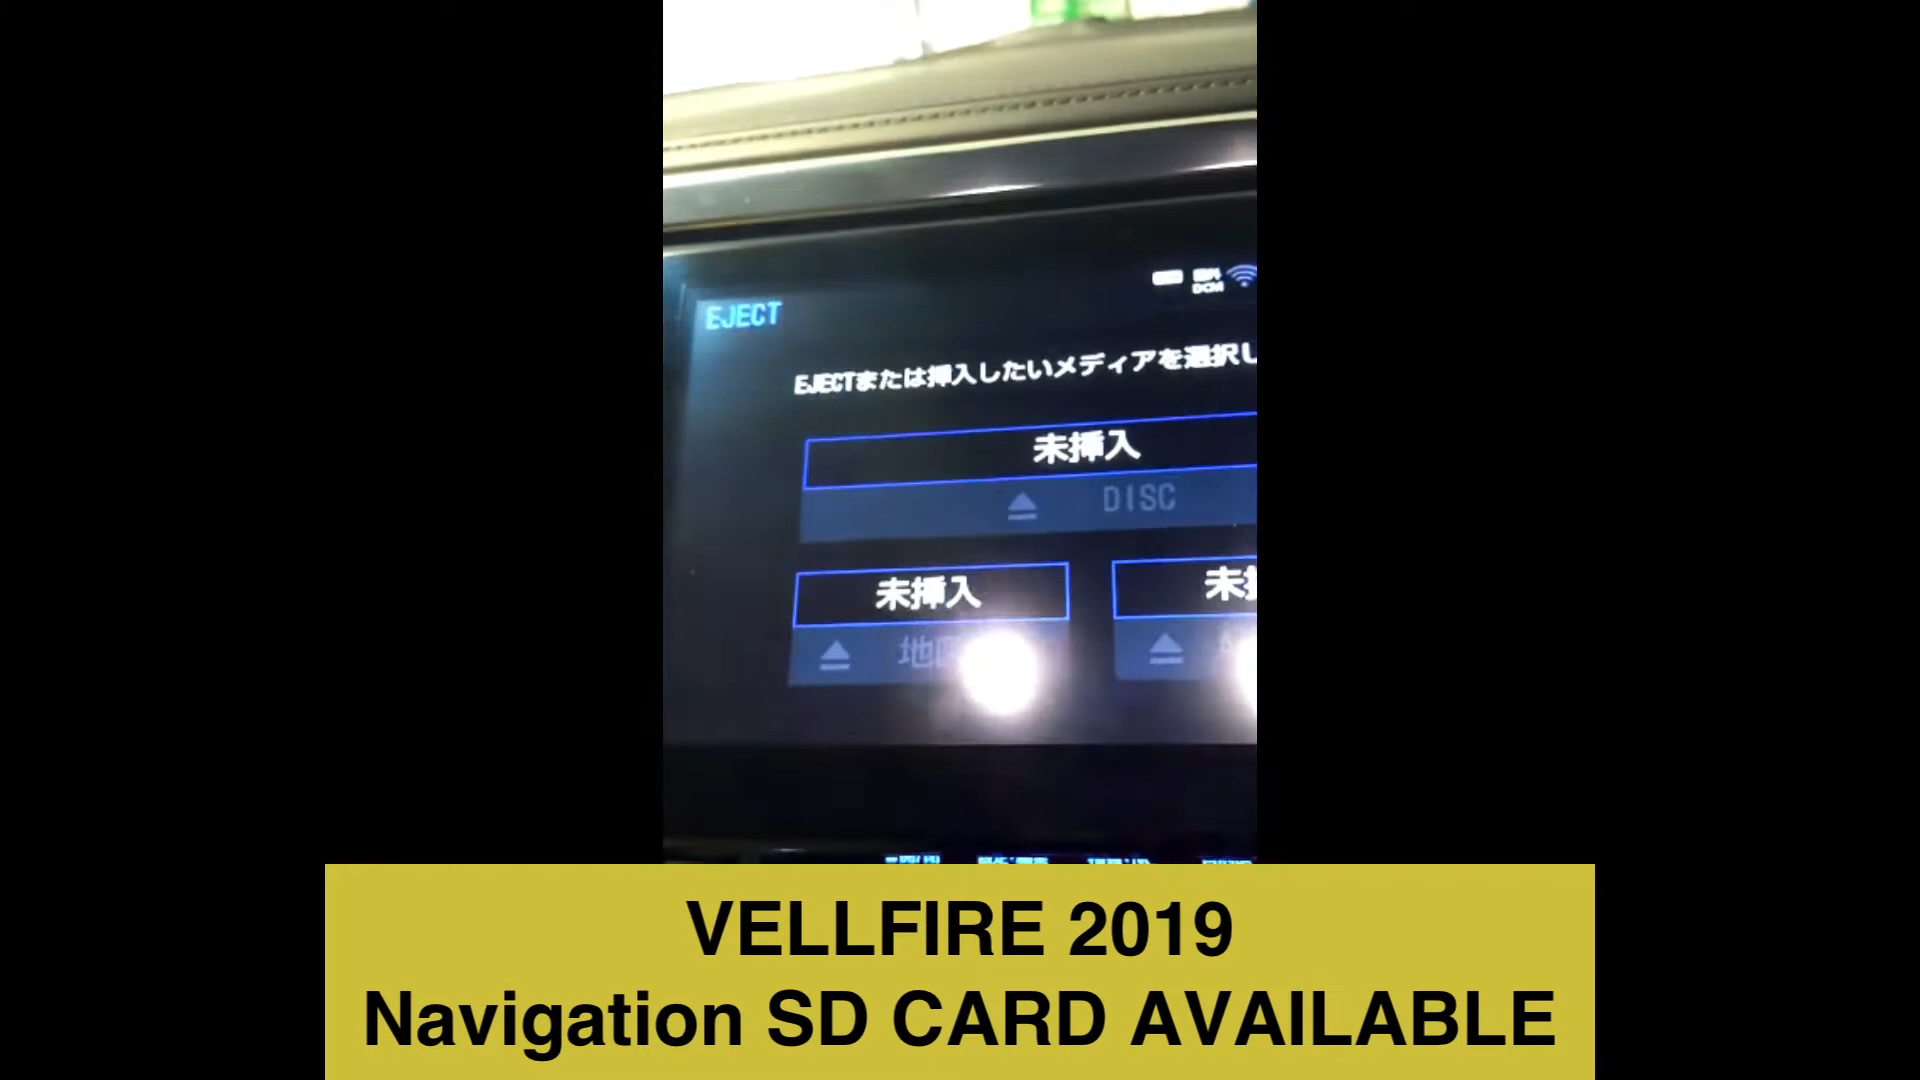 DCM
EJECT
EJECTまたは挿入したいメディアを選択し
未挿入
DISC
未挿入
未
地
VELLFIRE 2019
Navigation SD CARD AVAILABLE